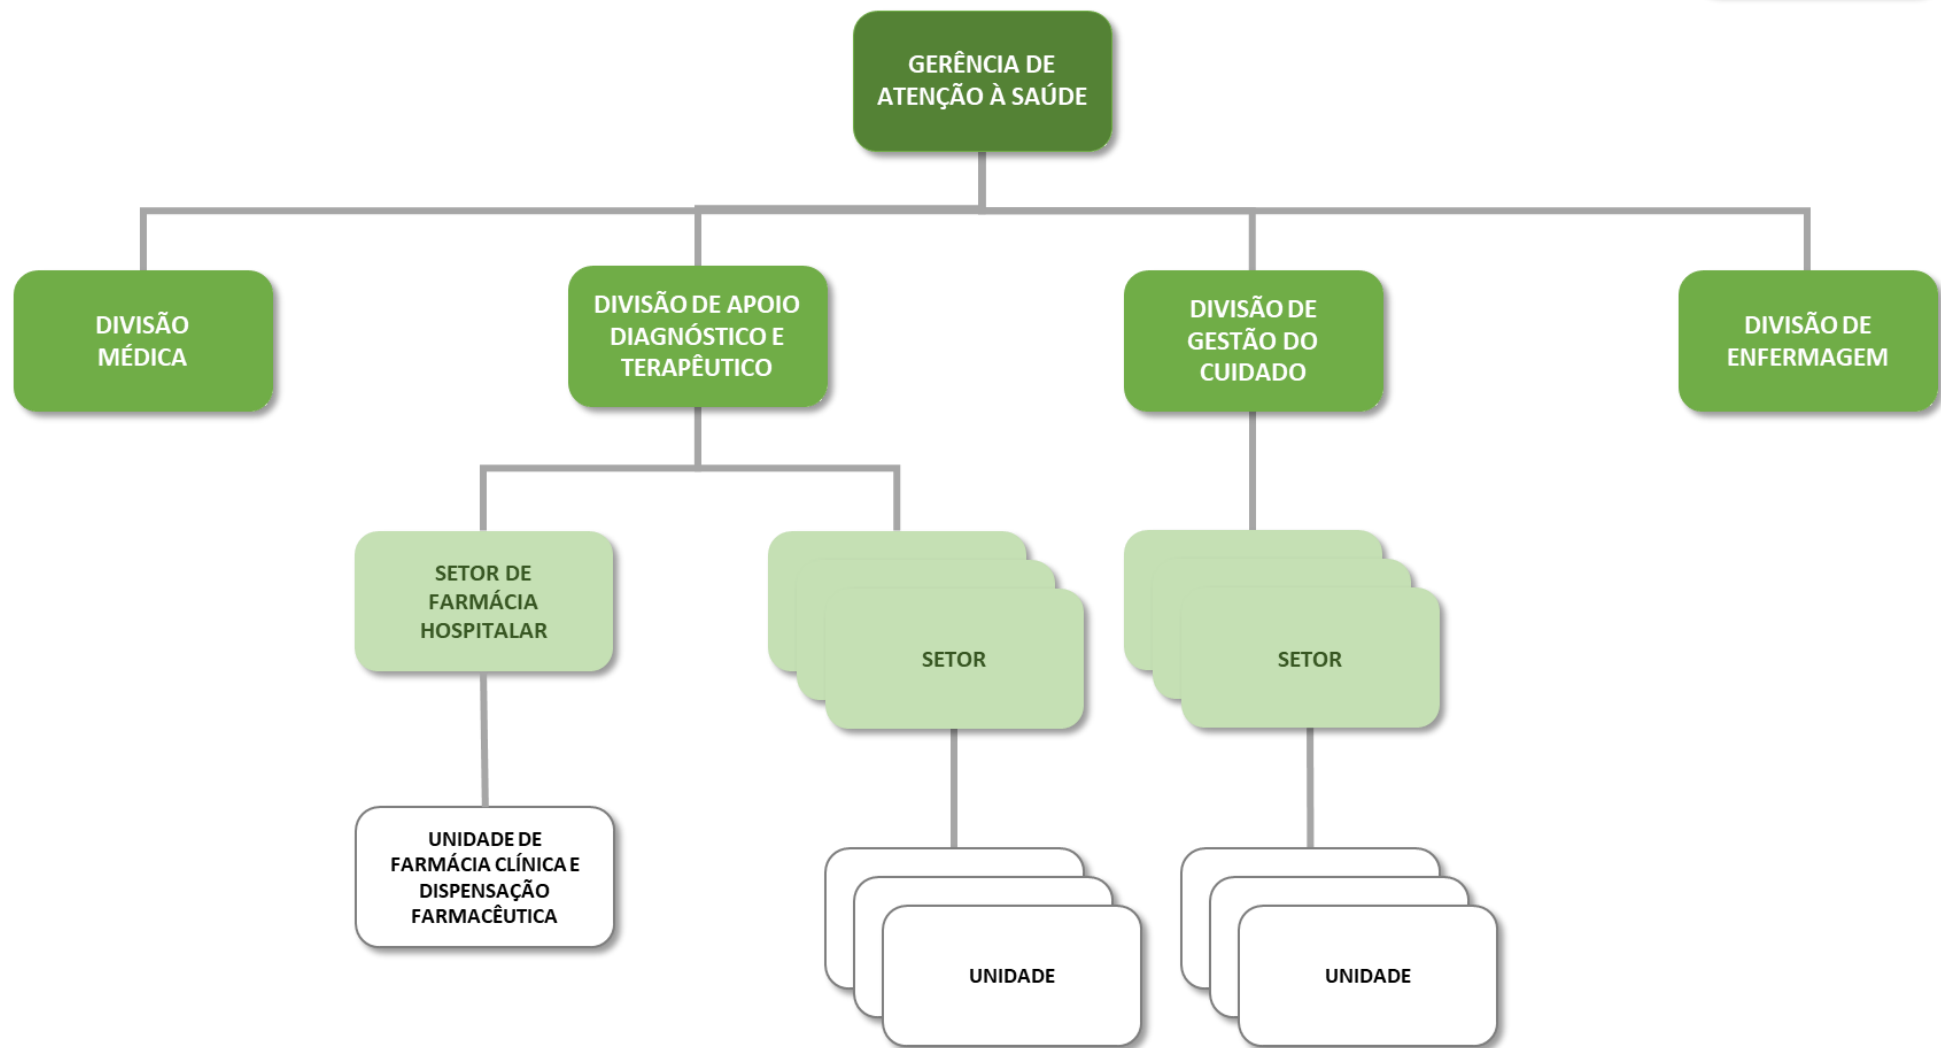 GERÊNCIA DE
ATENÇÃO À SAÚDE
DIVISÃO
MÉDICA
DIVISÃO DE APOIO
DIAGNÓSTICO E
TERAPÊUTICO
DIVISÃO DE
GESTÃO DO
CUIDADO
DIVISÃO DE
ENFERMAGEM
SETOR DE
FARMÁCIA
HOSPITALAR
SETOR
SETOR
UNIDADE DE
FARMÁCIA CLÍNICA E
DISPENSAÇÃO
FARMACÊUTICA
UNIDADE
UNIDADE